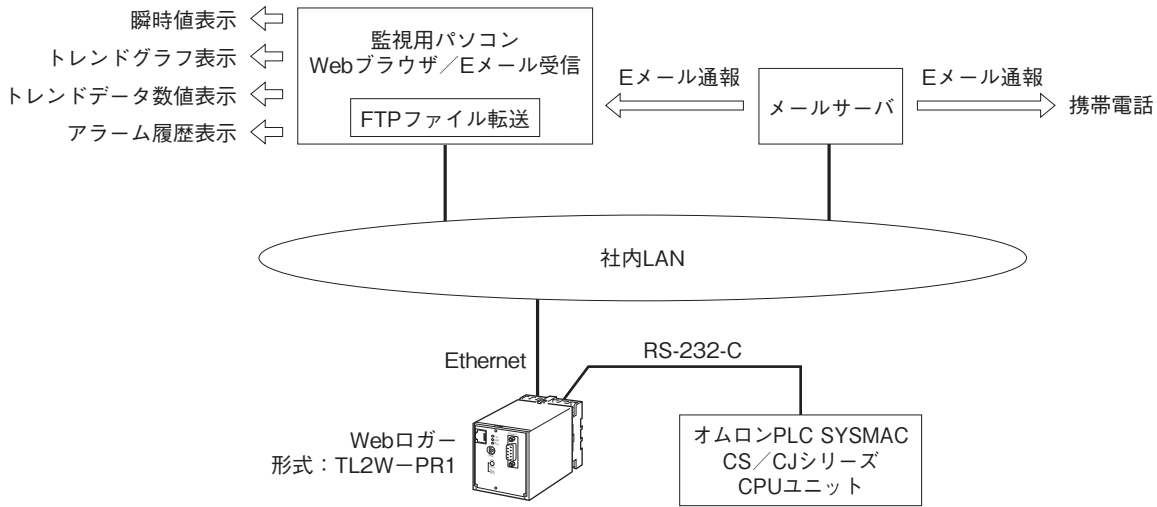 瞬時値表示
トレンドグラフ表示
トレンドデータ数値表示
アラーム履歴表示
監視用パソコン
Webブラウザ／Eメール受信
FTPファイル転送
Eメール通報
メールサーバ
Eメール通報
携帯電話
社内LAN
Ethernet
RS-232-C
Webロガー
形式：TL2W－PR1
オムロンPLC SYSMAC
CS／CJシリーズ
CPUユニット